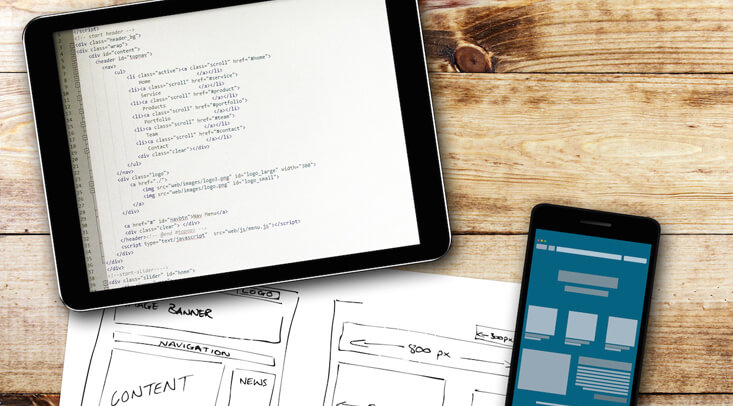 </script>
<!-- start header -->
<div class="header_bg">
<div class="wrap">
<div id="content">
<header id="topnav">
<nav>
<ul>
<li class="active"><a class="scroll" href="#home">
Home </a></li>
<li><a class="scroll" href="#service">
Service </a></li>
<li><a class="scroll" href="#product">
Products </a></li>
<li><a class="scroll" href="#portfolio">
Portfolio </a></li>
<li><a class="scroll" href="#team">
Team </a></li>
<li><a class="scroll" href="#contact">
Contact </a></li>
<div class="clear"></div>
</ul>
</nav>
<div class="logo">
<a href="./">
<img src="web/images/logo3.png" id="logo_large" width="300">
<img src="web/images/logo.png" id="logo_small">
</a>
</div>
<a href="#" id="navbtn">Nav Menu</a>
<div class="clear"> </div>
</header><!-- @end #topnav -->
<script type="text/javascript" src="web/js/menu.js"></script>
</div>
</div>
</div>
<!--start-slider---->
<div class="slider" id="home">
LOGO
BANNER
NAVIGATION
CONTENT
NEWS
300px
800 px